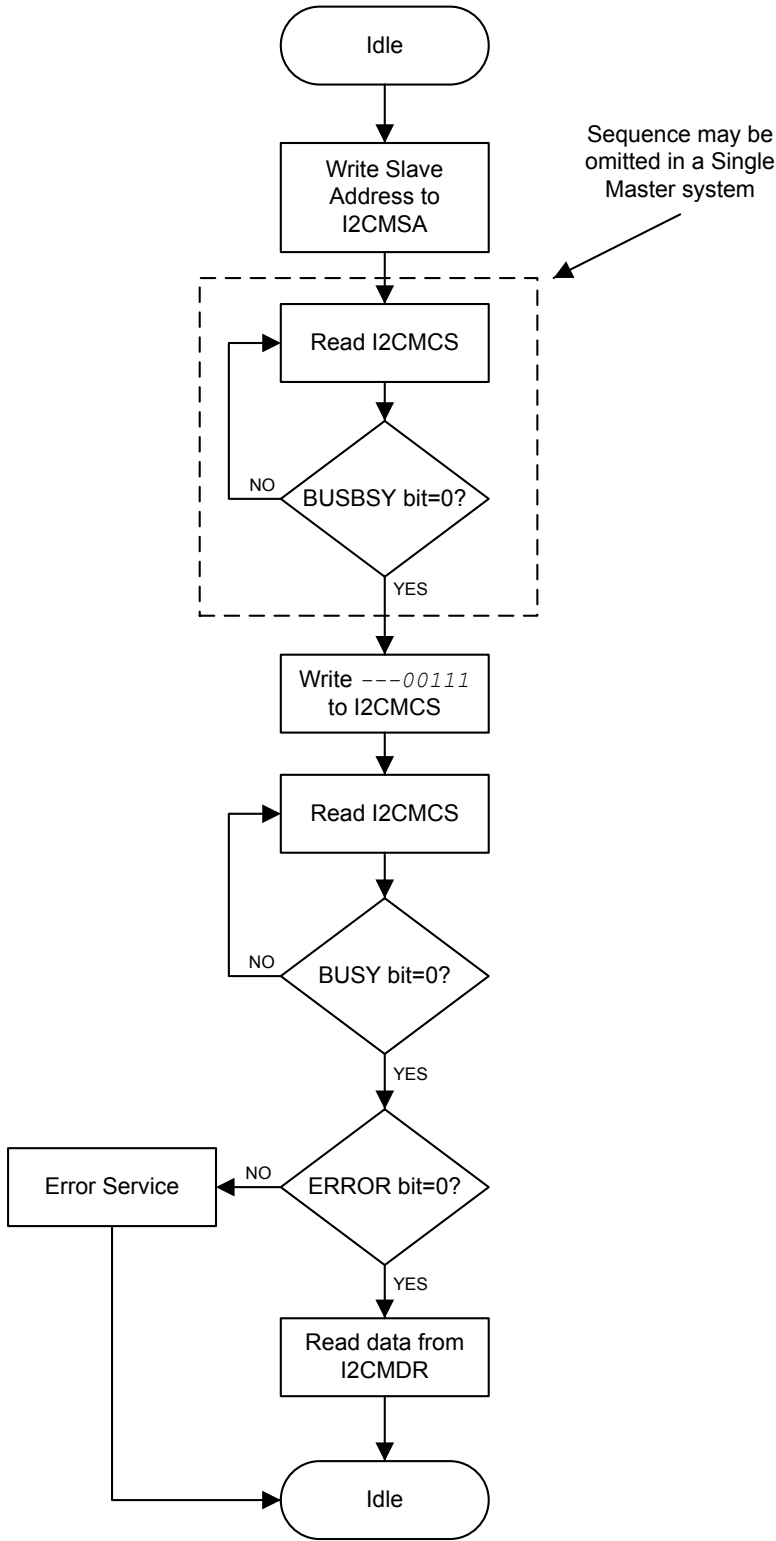 Idle
Sequence may be
omitted in a Single
Master system
Write Slave
Address to
I2CMSA
Read I2CMCS
NO
BUSBSY bit=0?
YES
Write ---00111
to I2CMCS
Read I2CMCS
NO
BUSY bit=0?
YES
Error Service
NO
ERROR bit=0?
YES
Read data from
I2CMDR
Idle